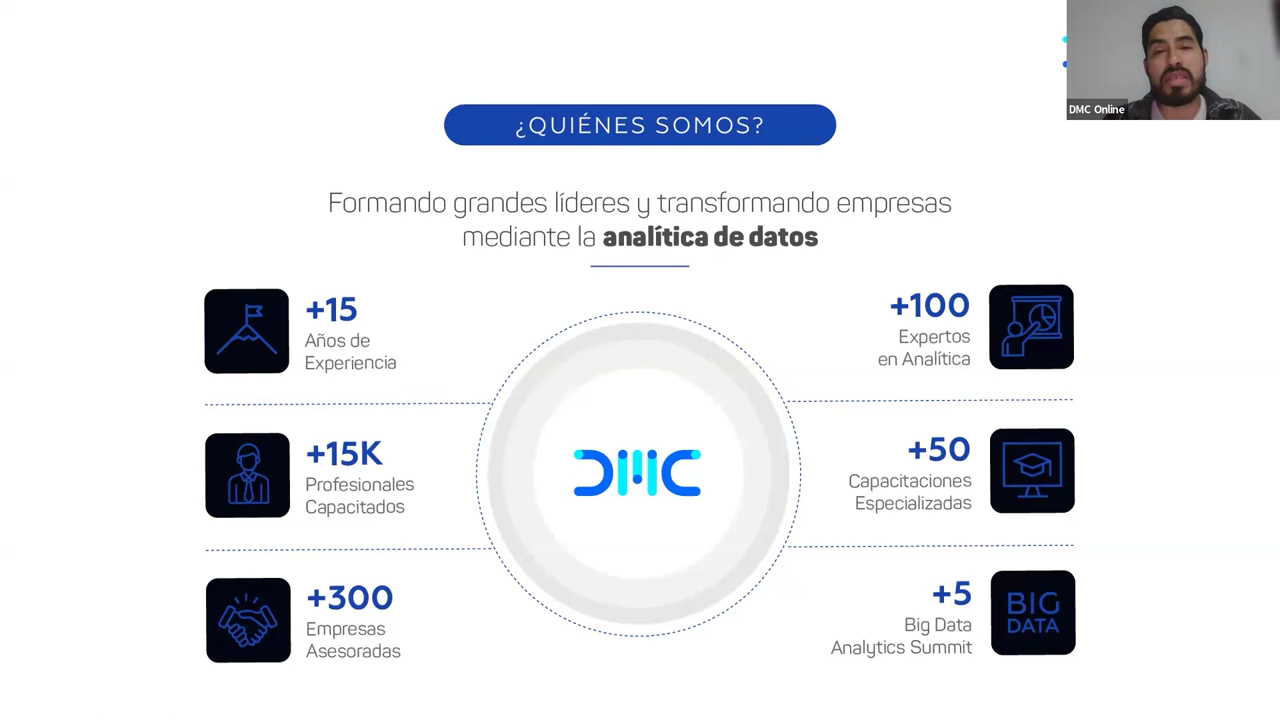 DMC Online
¿QUIÉNES SOMOS?
Formando grandes líderes y transformando empresas
mediante la analítica de datos
+15
Años de
Experiencia
+15K
Profesionales
Capacitados
+300
Empresas
Asesoradas
DMC
+100
Expertos
en Analítica
+50
Capacitaciones
Especializadas
+5
Big Data
Analytics Summit
BIG
DATA